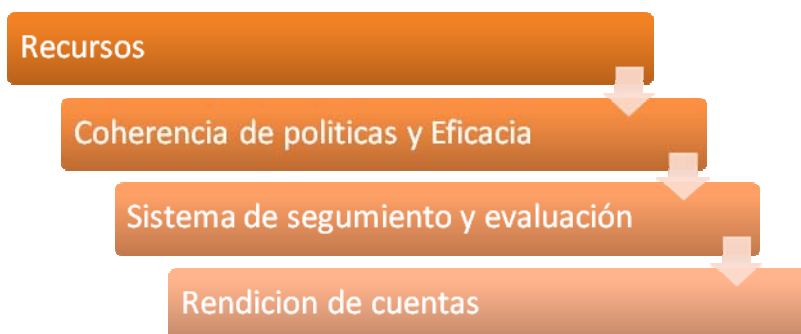 Recursos
Coherencia de politicas y Eficacia
Sistema de segumiento y evaluación
Rendicion de cuentas